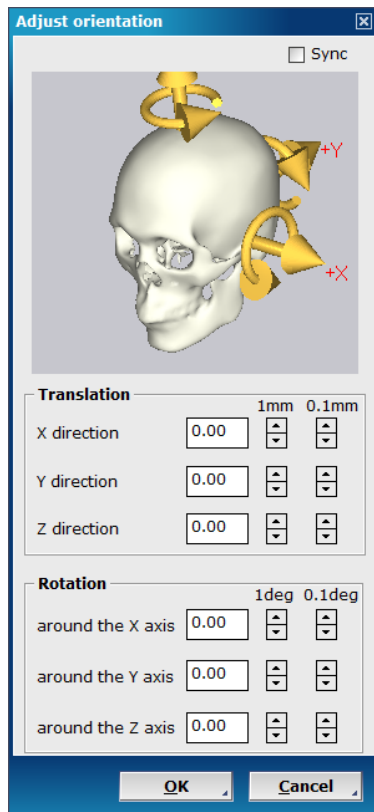 Adjust orientation
Sync
+Y
+X
Translation
1mm 0.1mm
X direction 0.00
Y direction 0.00
Z direction 0.00
Rotation
1deg 0.1deg
around the X axis 0.00
around the Y axis 0.00
around the Z axis 0.00
OK Cancel